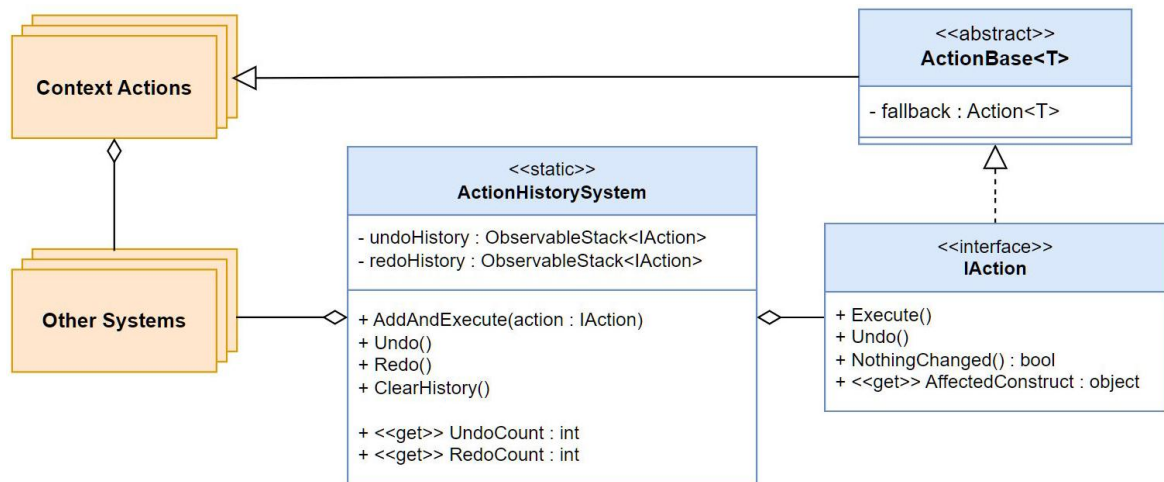 Context Actions
<<abstract>>
ActionBase<T>
- fallback : Action<T>
<<static>>
ActionHistorySystem
- undoHistory : ObservableStack<IAction>
- redoHistory : ObservableStack<IAction>
+ AddAndExecute(action : IAction)
+ Undo()
+ Redo()
+ ClearHistory()
+ <<get>> UndoCount : int
+ <<get>> RedoCount : int
Other Systems
<<interface>>
IAction
+ Execute()
+ Undo()
+ NothingChanged() : bool
+ <<get>> AffectedConstruct : object